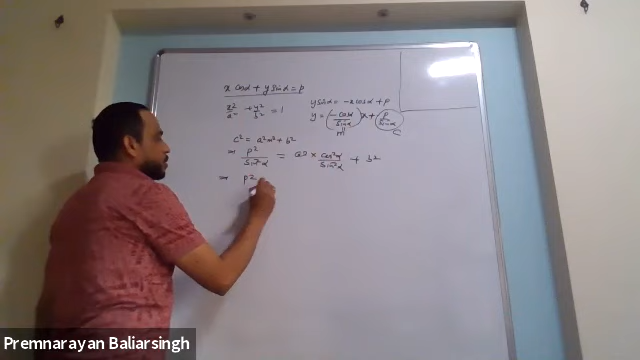 x cosα + y sinα = p
x²/a² + y²/b² = 1
y sinα = -x cosα + p
y = (-cosα/sinα) x + (p/sinα)
m
C
c² = a²m² + b²
⇒ p²/sin²α = a² × cos²α/sin²α + b²
⇒ p2
Premnarayan Baliarsingh